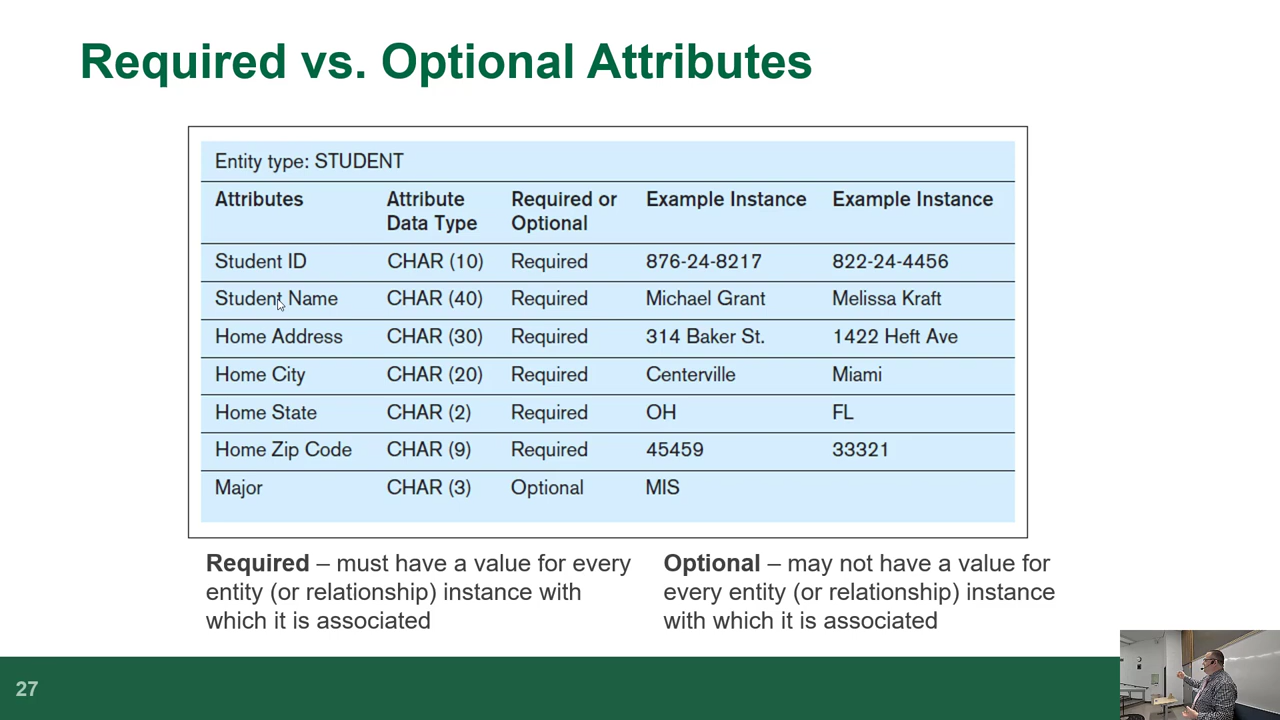 Required vs. Optional Attributes
Entity type: STUDENT
Attributes Attribute Data Type Required or Optional Example Instance Example Instance
Student ID CHAR (10) Required 876-24-8217 822-24-4456
Student Name CHAR (40) Required Michael Grant Melissa Kraft
Home Address CHAR (30) Required 314 Baker St. 1422 Heft Ave
Home City CHAR (20) Required Centerville Miami
Home State CHAR (2) Required OH FL
Home Zip Code CHAR (9) Required 45459 33321
Major CHAR (3) Optional MIS
Required – must have a value for every
entity (or relationship) instance with
which it is associated
Optional – may not have a value for
every entity (or relationship) instance
with which it is associated
27